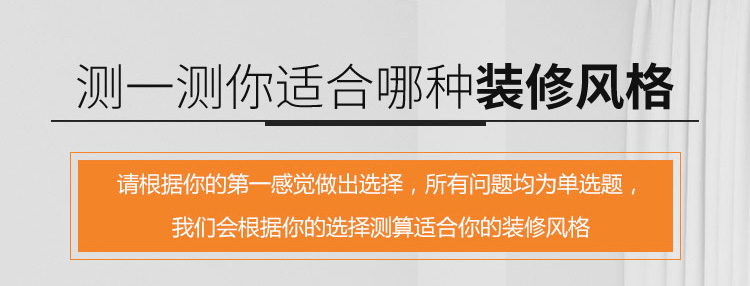 测一测你适合哪种装修风格
请根据你的第一感觉做出选择，所有问题均为单选题，
我们会根据你的选择测算适合你的装修风格